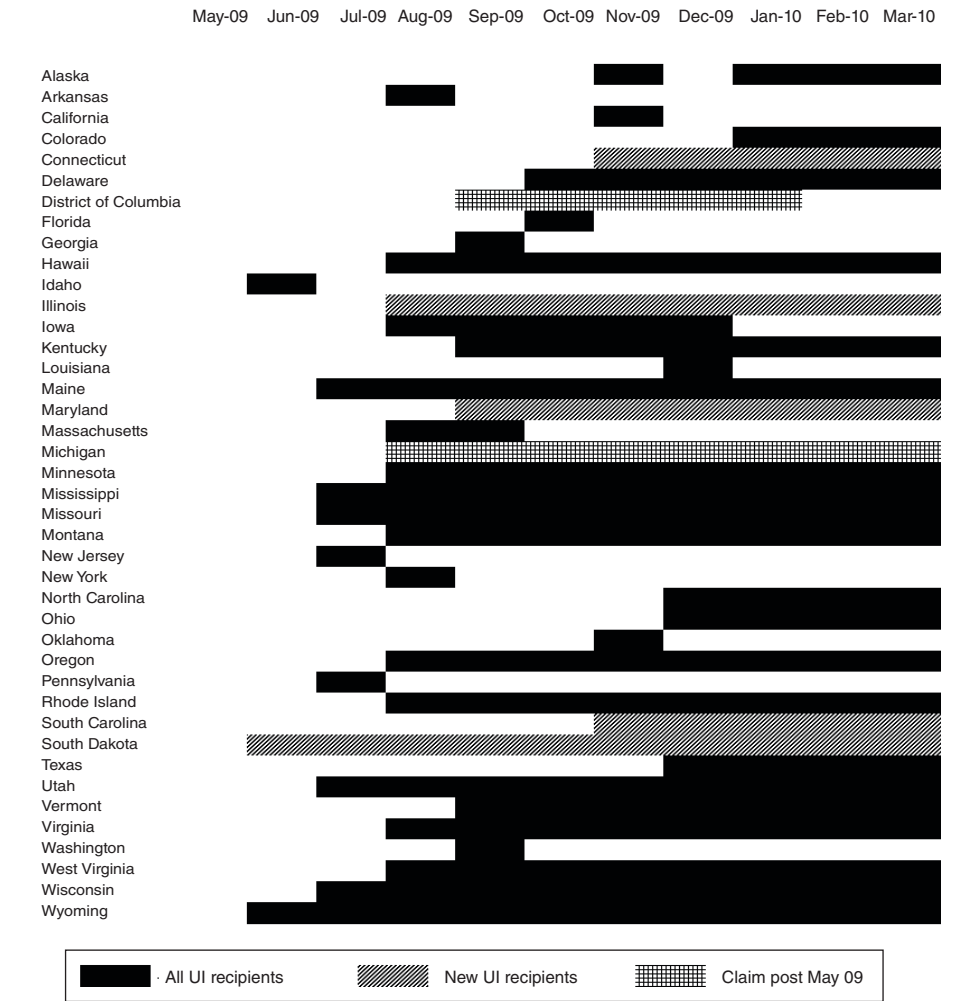 May-09 Jun-09 Jul-09 Aug-09 Sep-09 Oct-09 Nov-09 Dec-09 Jan-10 Feb-10 Mar-10
Alaska
Arkansas
California
Colorado
Connecticut
Delaware
District of Columbia
Florida
Georgia
Hawaii
Idaho
Illinois
Iowa
Kentucky
Louisiana
Maine
Maryland
Massachusetts
Michigan
Minnesota
Mississippi
Missouri
Montana
New Jersey
New York
North Carolina
Ohio
Oklahoma
Oregon
Pennsylvania
Rhode Island
South Carolina
South Dakota
Texas
Utah
Vermont
Virginia
Washington
West Virginia
Wisconsin
Wyoming
All UI recipients New UI recipients Claim post May 09